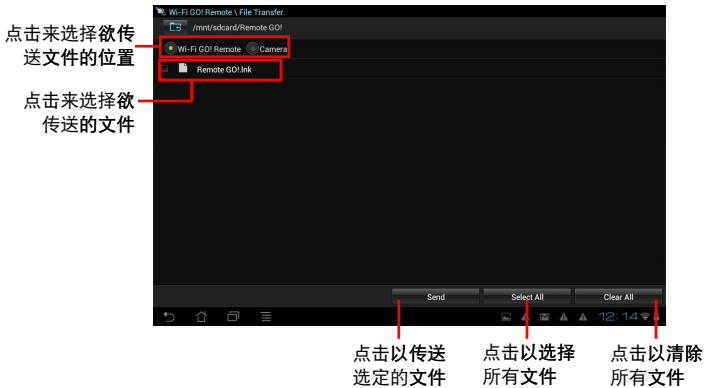 Wi-Fi GO! Remote \ File Transfer
/mnt/sdcard/Remote GO!
点击来选择欲传
送文件的位置
Wi-Fi GO! Remote Camera
Remote GO!.lnk
点击来选择欲
传送的文件
Send Select All Clear All
12:14
点击以传送
选定的文件
点击以选择
所有文件
点击以清除
所有文件